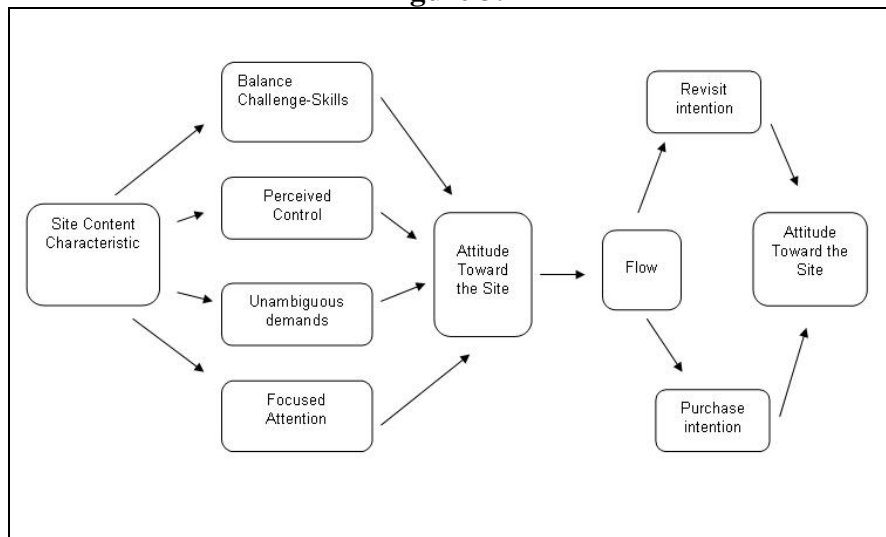 Balance
Challenge-Skills
Revisit
intention
Perceived
Control
Site Content
Characteristic
Attitude
Toward
the Site
Flow
Attitude
Toward the
Site
Unambiguous
demands
Focused
Attention
Purchase
intention